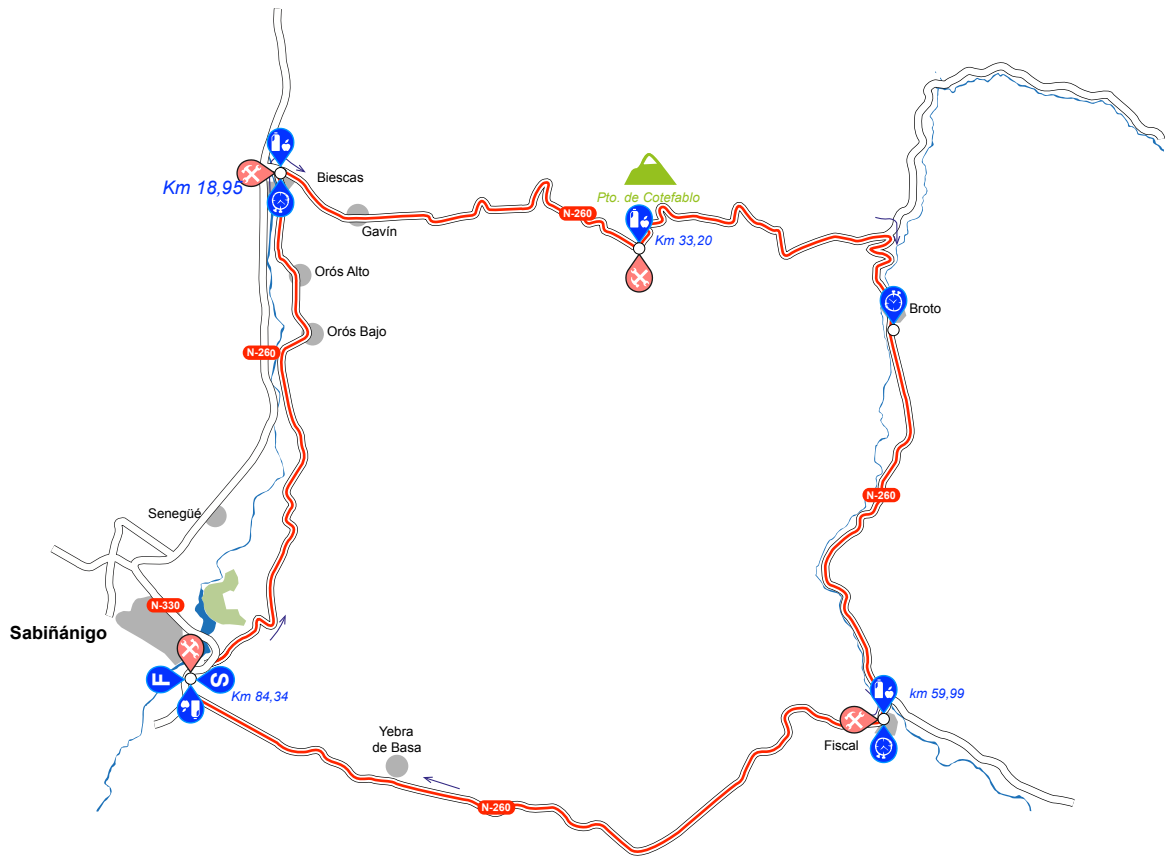 Biescas
Km 18,95
Pto. de Cotefablo
N-260
Gavín
Km 33,20
Orós Alto
Broto
Orós Bajo
N-260
N-260
Senegüé
N-330
Sabiñánigo
F
S
Km 84,34
km 59,99
Yebra
de Basa
Fiscal
N-260